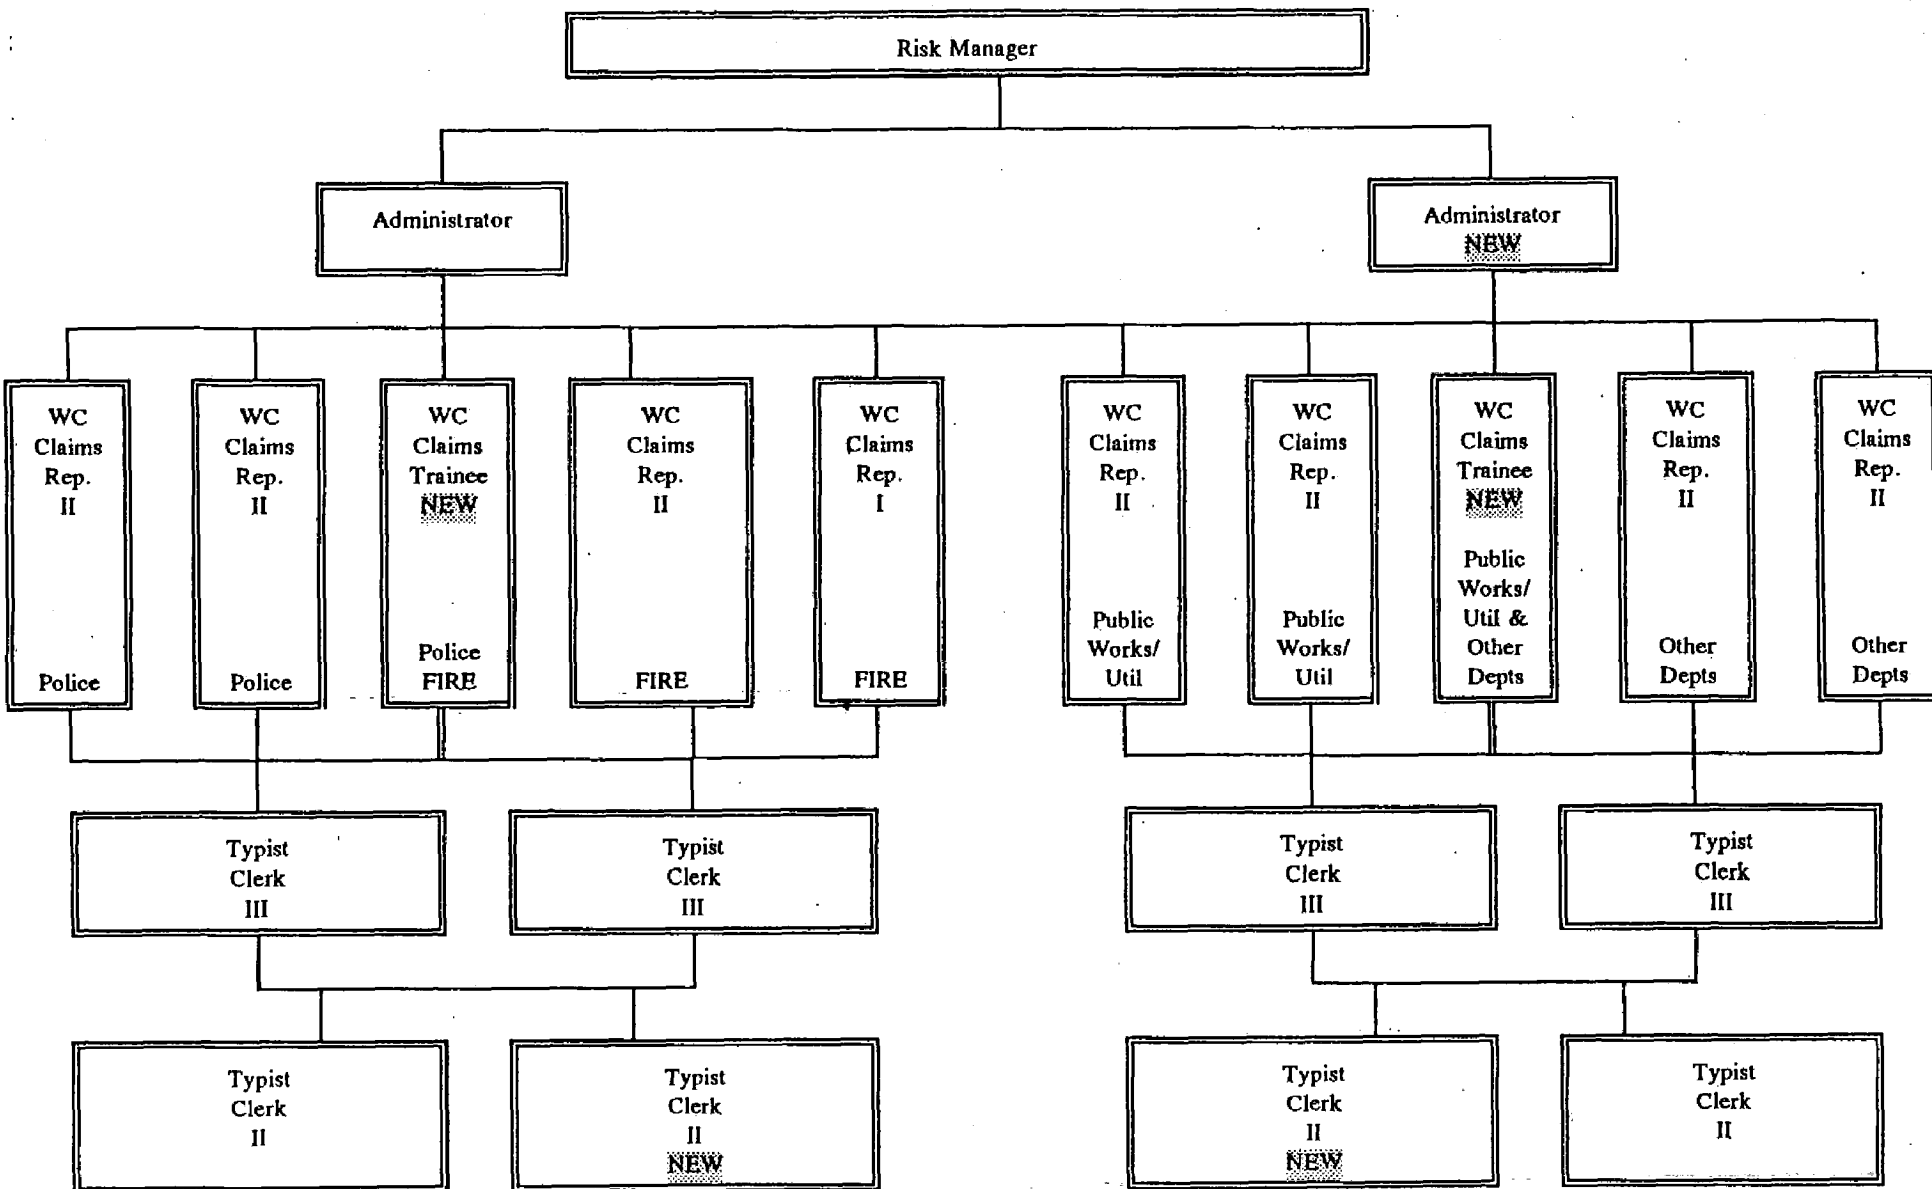 Risk Manager
Administrator
Administrator
NEW
WC
Claims
Rep.
II
Police
WC
Claims
Rep.
II
Police
WC
Claims
Trainee
NEW
Police
FIRE
WC
Claims
Rep.
II
FIRE
WC
Claims
Rep.
I
FIRE
WC
Claims
Rep.
II
Public
Works/
Util
WC
Claims
Rep.
II
Public
Works/
Util
WC
Claims
Trainee
NEW
Public
Works/
Util &
Other
Depts
WC
Claims
Rep.
II
Other
Depts
WC
Claims
Rep.
II
Other
Depts
Typist
Clerk
III
Typist
Clerk
III
Typist
Clerk
III
Typist
Clerk
III
Typist
Clerk
II
Typist
Clerk
II
NEW
Typist
Clerk
II
NEW
Typist
Clerk
II